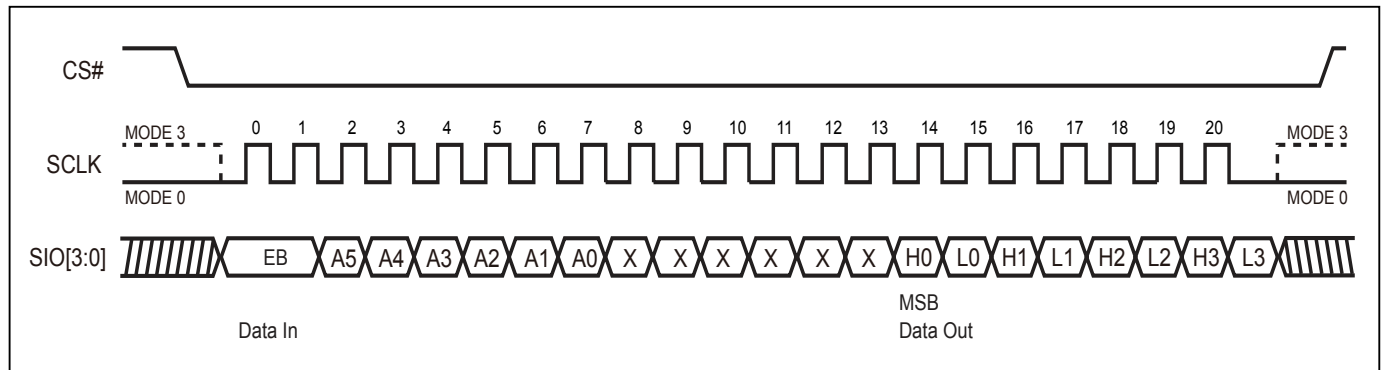 CS#
MODE 3 0 1 2 3 4 5 6 7 8 9 10 11 12 13 14 15 16 17 18 19 20 MODE 3
SCLK
MODE 0 MODE 0
SIO[3:0] EB A5 A4 A3 A2 A1 A0 X X X X X X H0 L0 H1 L1 H2 L2 H3 L3
MSB
Data In Data Out